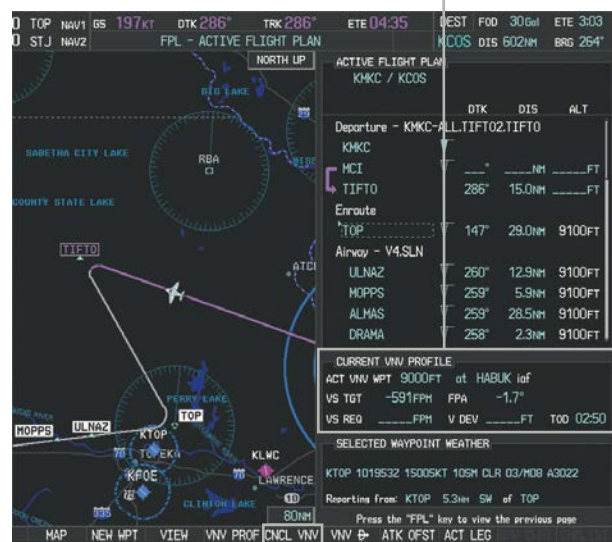 TOP NAV1 GS 197KT DTK 286° TRK 286° ETE 04:35 DEST FOD 30Gal ETE 3:03
STJ NAV2 FPL – ACTIVE FLIGHT PLAN KCOS DIS 602NM BRG 264°
NORTH UP
BIG LAKE
RBA
SABETHA CITY LAKE
COUNTY STATE LAKE
TIFTO
ATC
PERRY LAKE
TOP
MOPPS
ULNAZ
KTOP
TOPEKA
KLWC
KFOE
LAWRENCE
10
CLINTON LAKE
335
80NM
ACTIVE FLIGHT PLAN
KMKC / KCOS
DTK DIS ALT
Departure - KMKC-ALL.TIFTO2.TIFTO
KMKC
MCI ___° ____NM _____FT
TIFTO 286° 15.0NM _____FT
Enroute
TOP 147° 29.0NM 9100FT
Airway - V4.SLN
ULNAZ 260° 12.9NM 9100FT
MOPPS 259° 5.9NM 9100FT
ALMAS 259° 28.5NM 9100FT
DRAMA 258° 2.3NM 9100FT
CURRENT VNV PROFILE
ACT VNV WPT 9000FT at HABUK iaf
VS TGT -591FPM FPA -1.7°
VS REQ _____FPM V DEV _____FT TOD 02:50
SELECTED WAYPOINT WEATHER
KTOP 101953Z 15005KT 10SM CLR 03/M08 A3022
Reporting from: KTOP 5.3NM SW of TOP
Press the "FPL" key to view the previous page
MAP NEW WPT VIEW VNV PROF CNCL VNV VNV D→ ATK OFST ACT LEG